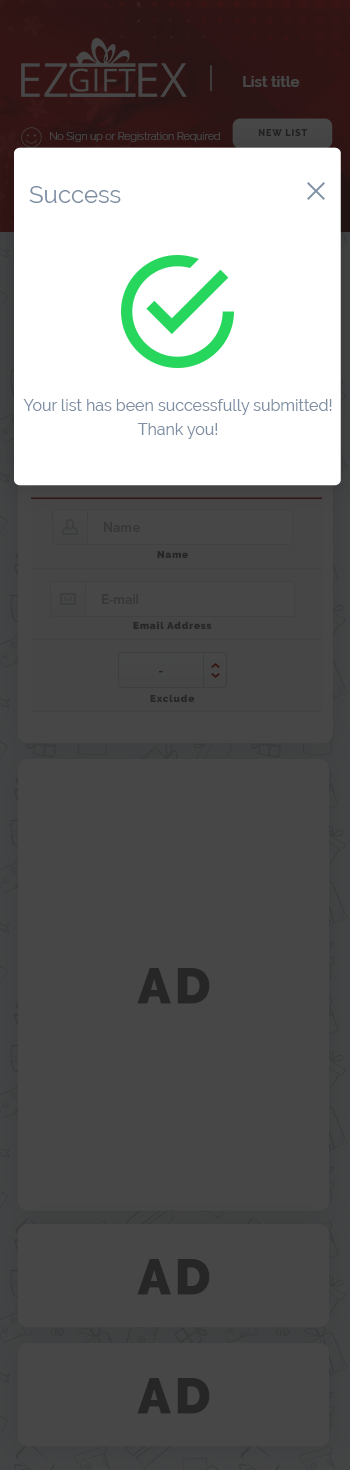 EZGIFTEX
List title
No Sign up or Registration Required
NEW LIST
Success
Your list has been successfully submitted!
Thank you!
Name
Name
E-mail
Email Address
-
Exclude
AD
AD
AD